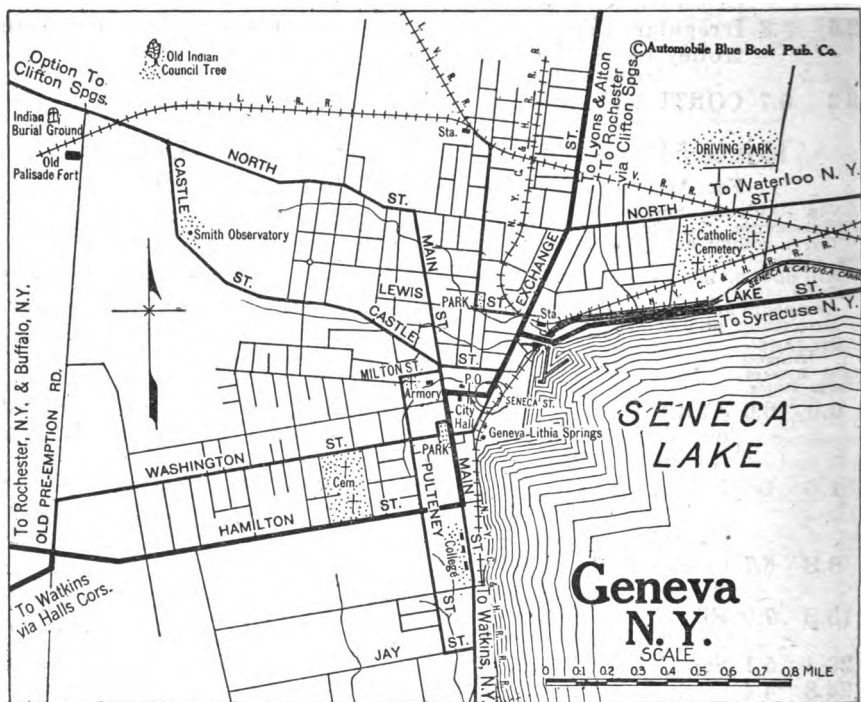 ©Automobile Blue Book Pub. Co.
Option To
Clifton Spgs.
Old Indian
Council Tree
L. V. R. R.
Indian
Burial Ground
Old
Palisade Fort
L. V. R. R.
Sta.
N. Y. C. & H. R. R. R.
To Lyons & Alton
To Rochester
via Clifton Spgs.
V. R. R.
DRIVING PARK
To Waterloo N. Y.
NORTH ST.
NORTH ST.
CASTLE ST.
Smith Observatory
MAIN ST.
EXCHANGE ST.
Catholic
Cemetery
N. Y. C. & H. R. R. R.
SENECA & CAYUGA CANAL
LAKE ST.
To Syracuse N. Y.
LEWIS ST.
PARK
Sta.
CASTLE ST.
MILTON ST.
P.O.
Armory
City
Hall
SENECA ST.
Geneva Lithia Springs
PARK
SENECA
LAKE
To Rochester, N.Y. & Buffalo, N.Y.
OLD PRE-EMPTION RD.
WASHINGTON ST.
Cem.
HAMILTON ST.
PULTENEY ST.
MAIN ST.
College
N. Y. C. & H. R. R. R.
To Watkins, N.Y.
To Watkins
via Halls Cors.
JAY ST.
Geneva
N. Y.
SCALE
0 0.1 0.2 0.3 0.4 0.5 0.6 0.7 0.8 MILE